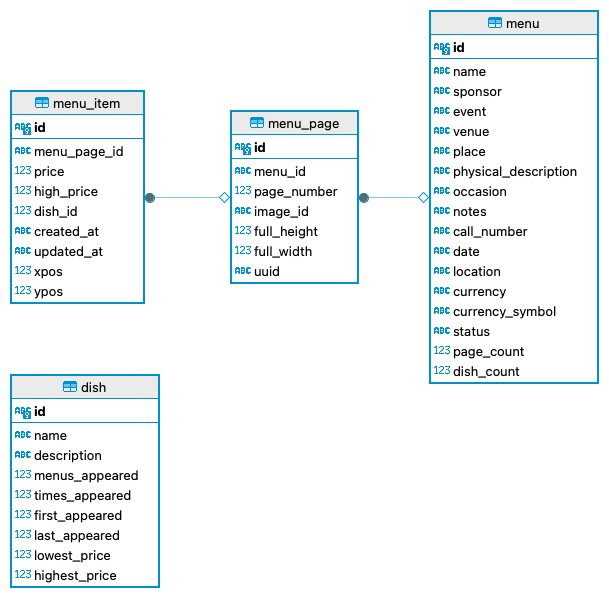 menu_item
ABC id
ABC menu_page_id
123 price
123 high_price
123 dish_id
ABC created_at
ABC updated_at
123 xpos
123 ypos
menu_page
ABC id
ABC menu_id
123 page_number
ABC image_id
123 full_height
123 full_width
ABC uuid
menu
ABC id
ABC name
ABC sponsor
ABC event
ABC venue
ABC place
ABC physical_description
ABC occasion
ABC notes
ABC call_number
ABC date
ABC location
ABC currency
ABC currency_symbol
ABC status
123 page_count
123 dish_count
dish
ABC id
ABC name
ABC description
123 menus_appeared
123 times_appeared
123 first_appeared
123 last_appeared
123 lowest_price
123 highest_price